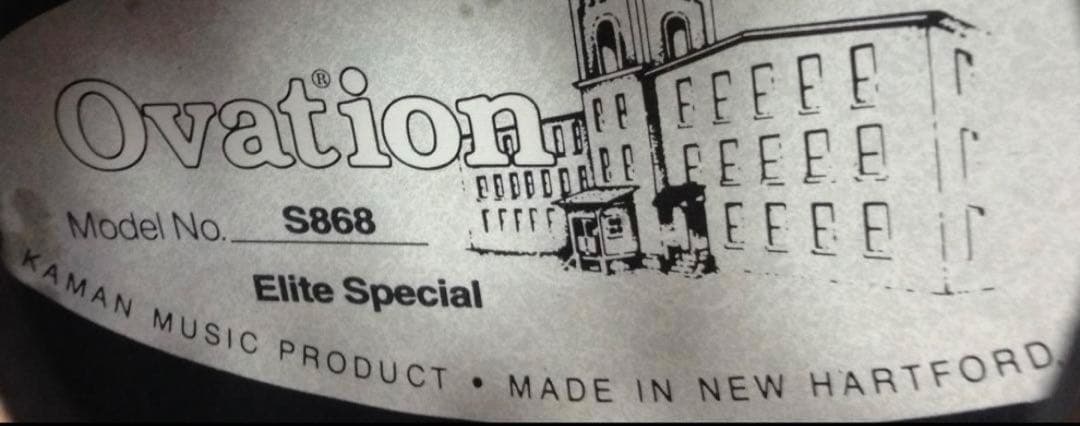 Ovation®
Model No. S868
Elite Special
KAMAN MUSIC PRODUCT • MADE IN NEW HARTFORD,